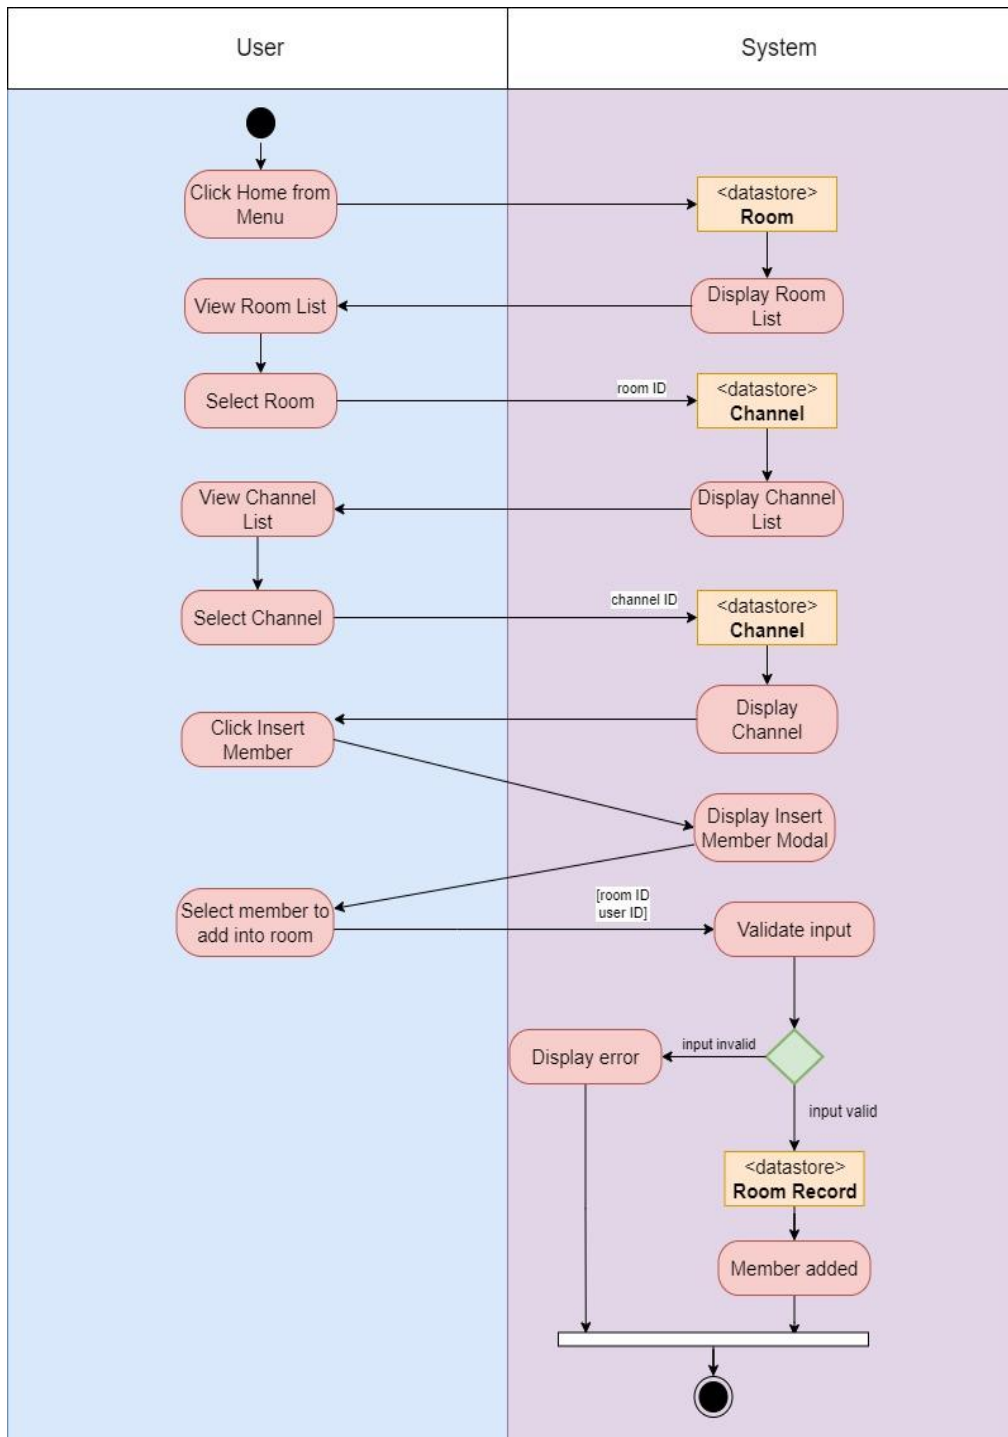 User
System
Click Home from
Menu
<datastore>
Room
View Room List
Display Room
List
Select Room
room ID
<datastore>
Channel
View Channel
List
Display Channel
List
Select Channel
channel ID
<datastore>
Channel
Click Insert
Member
Display
Channel
Display Insert
Member Modal
Select member to
add into room
[room ID
user ID]
Validate input
Display error
input invalid
input valid
<datastore>
Room Record
Member added